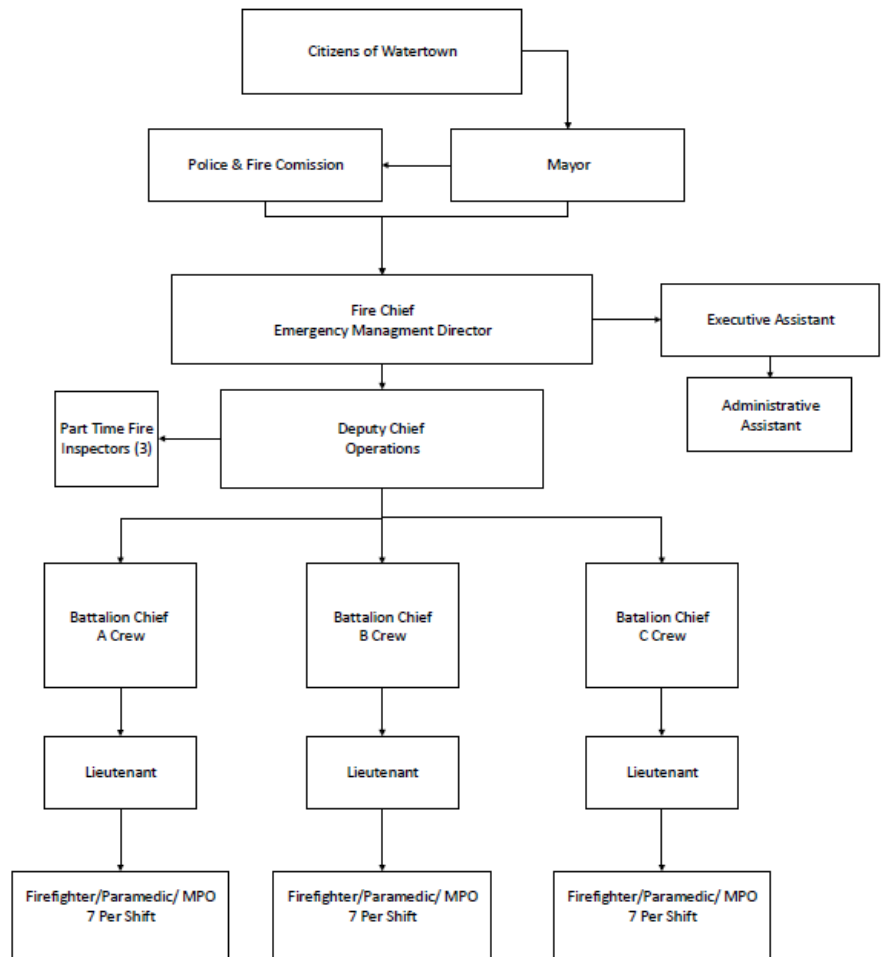 Citizens of Watertown
Police & Fire Comission
Mayor
Fire Chief
Emergency Managment Director
Executive Assistant
Administrative
Assistant
Part Time Fire
Inspectors (3)
Deputy Chief
Operations
Battalion Chief
A Crew
Battalion Chief
B Crew
Batalion Chief
C Crew
Lieutenant
Lieutenant
Lieutenant
Firefighter/Paramedic/ MPO
7 Per Shift
Firefighter/Paramedic/ MPO
7 Per Shift
Firefighter/Paramedic/ MPO
7 Per Shift